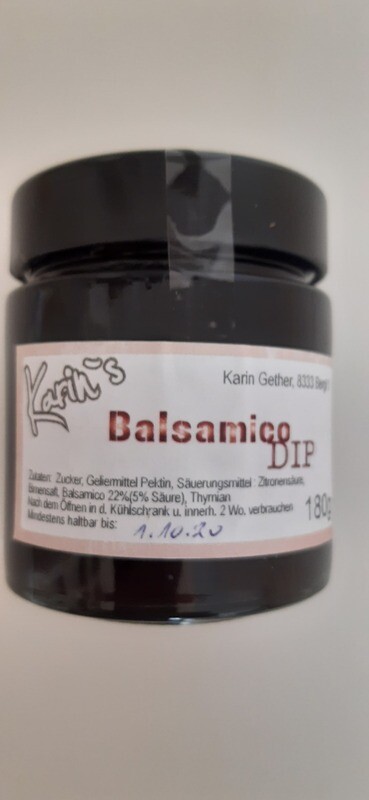 Karin's
Karin Gether, 8333
Balsamico
DIP
Zutaten: Zucker, Geliermittel Pektin, Säuerungsmittel: Zitronensäure,
Birnensaft, Balsamico 22%(5% Säure), Thymian
Nach dem Öffnen in d. Kühlschrank u. innerh. 2 Wo. verbrauchen
Mindestens haltbar bis: 1.10.20
180g